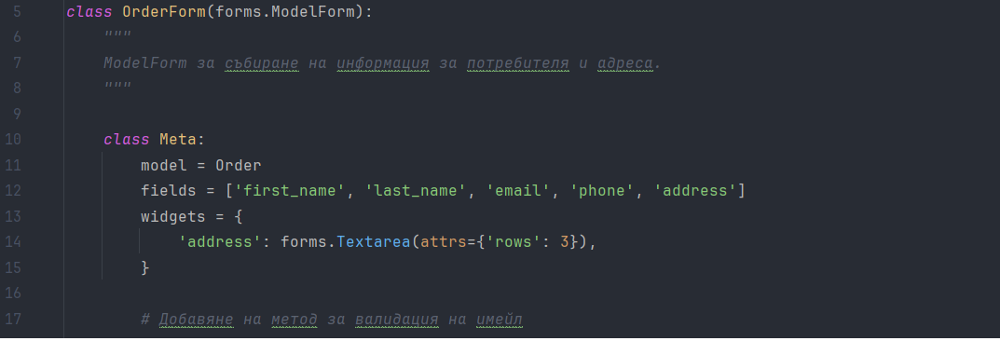 5 class OrderForm(forms.ModelForm):
6     """
7     ModelForm за събиране на информация за потребителя и адреса.
8     """
9
10     class Meta:
11         model = Order
12         fields = ['first_name', 'last_name', 'email', 'phone', 'address']
13         widgets = {
14             'address': forms.Textarea(attrs={'rows': 3}),
15         }
16
17         # Добавяне на метод за валидация на имейл